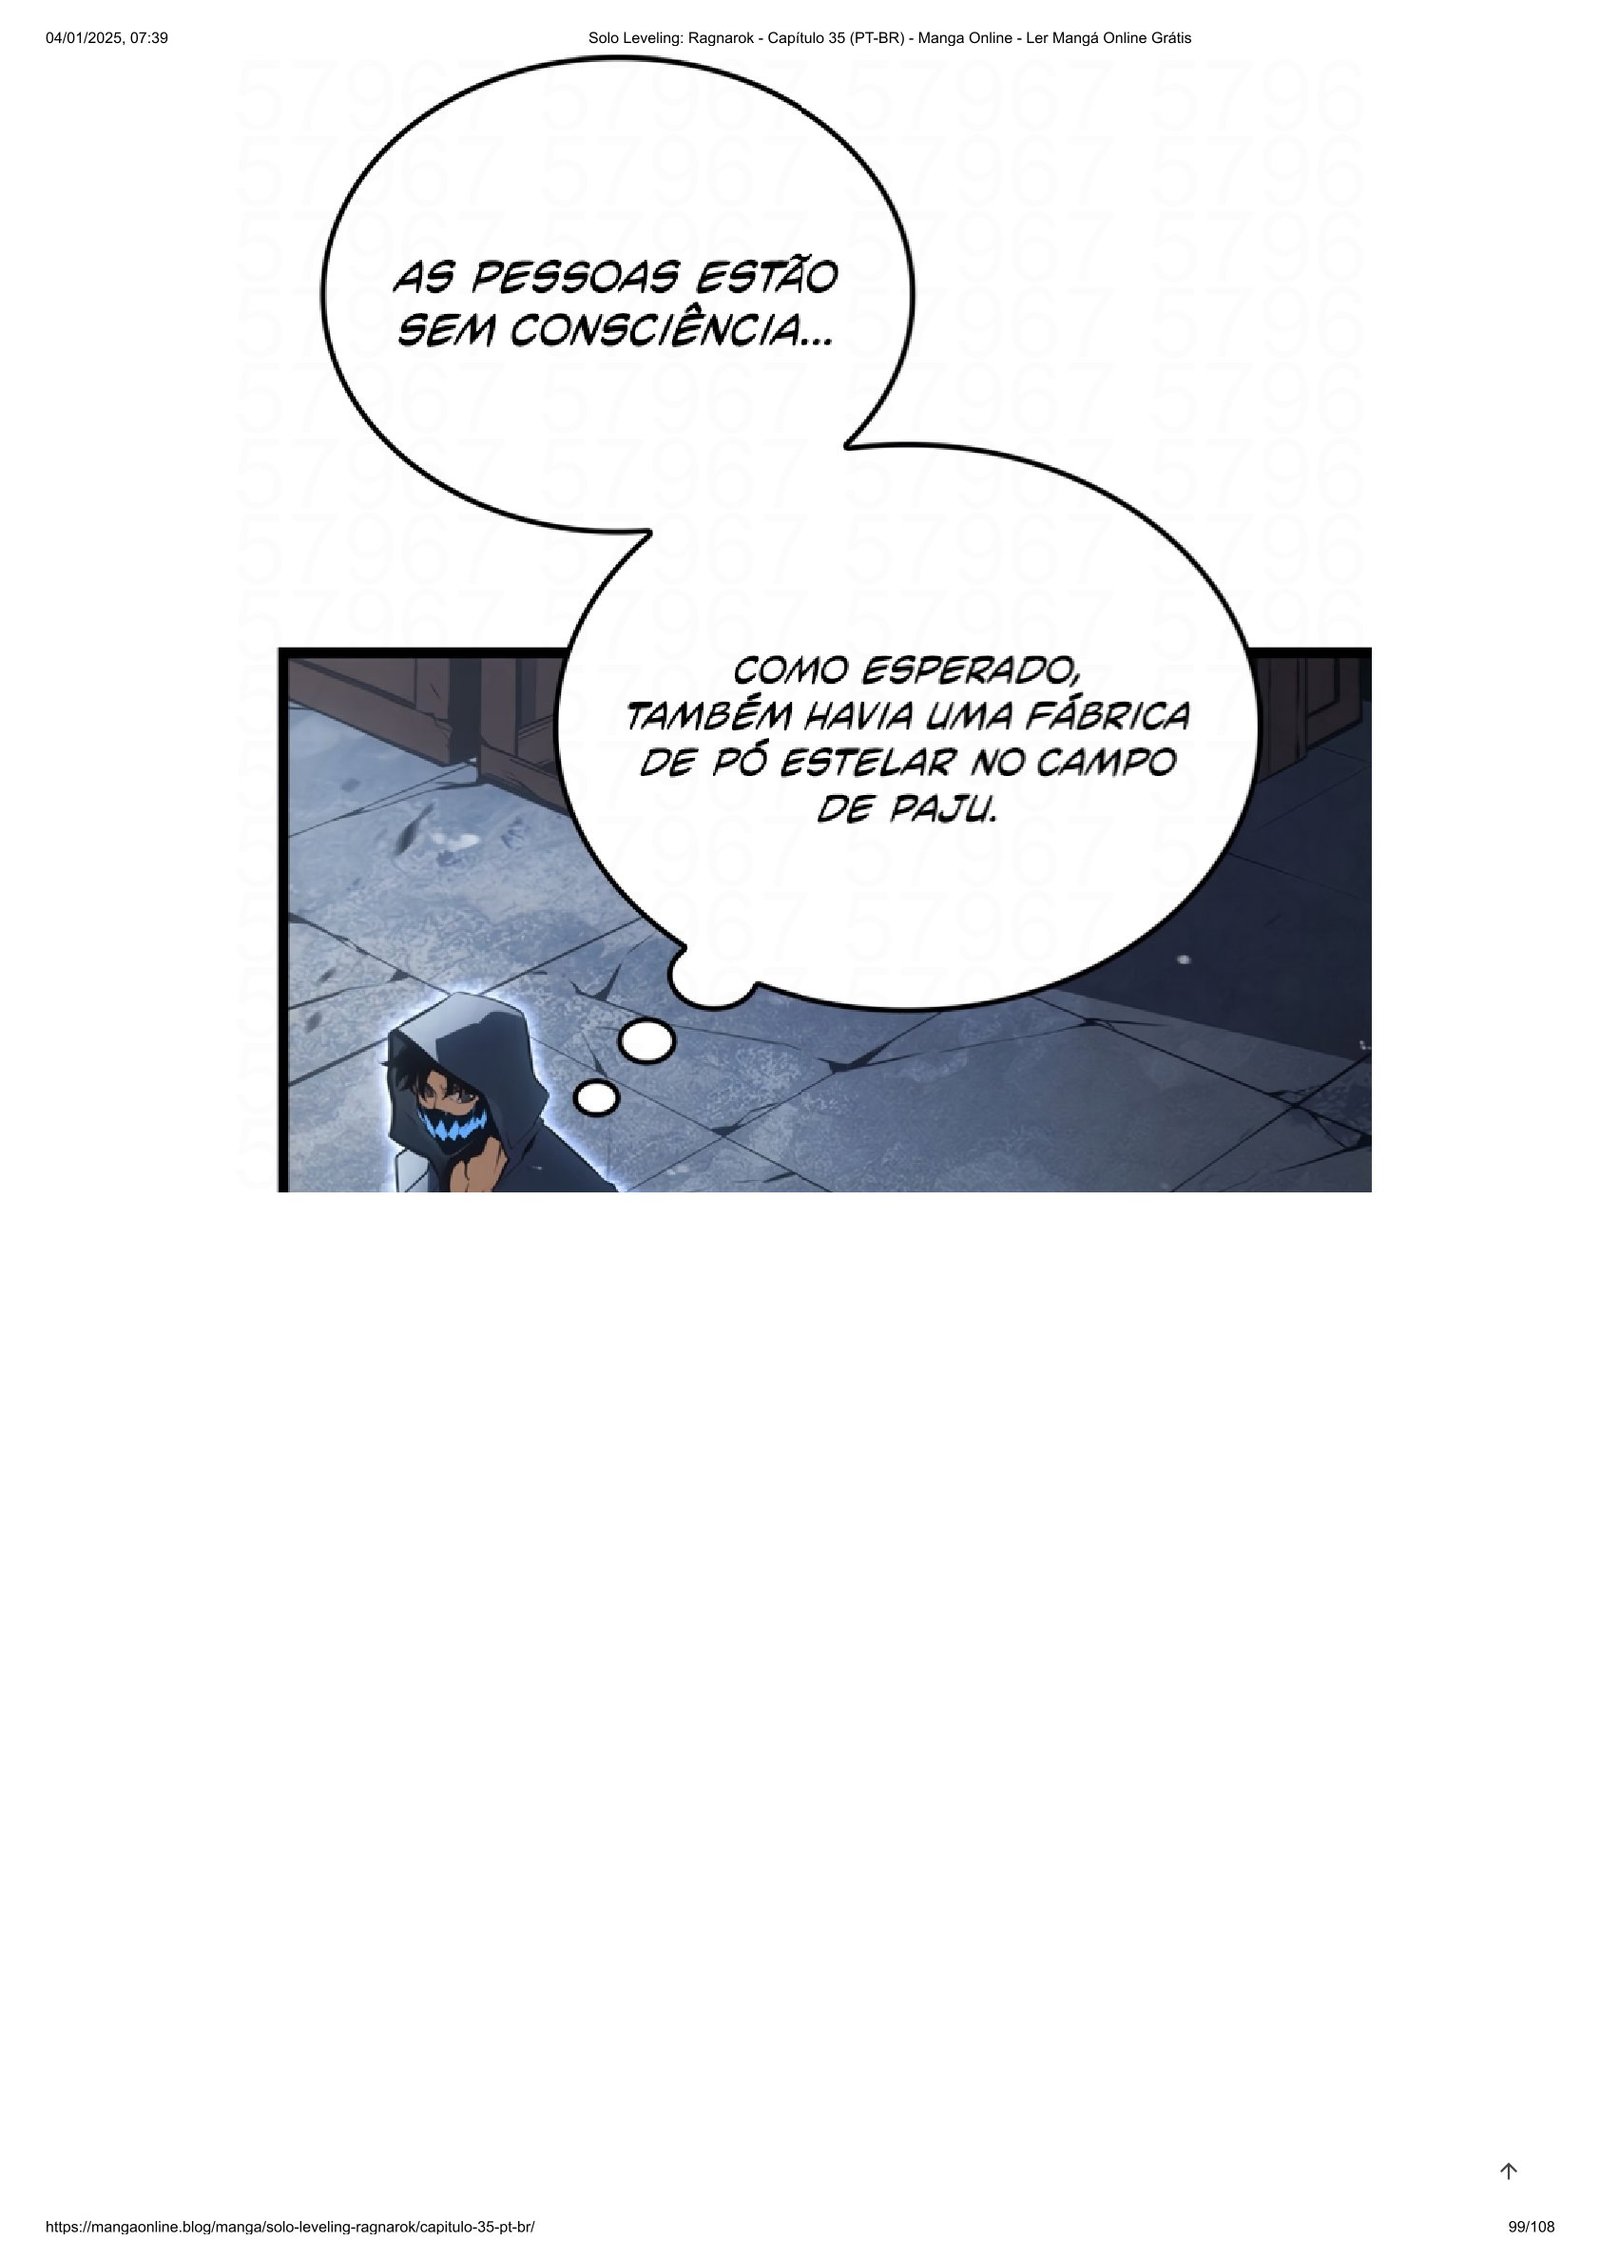 04/01/2025, 07:39
Solo Leveling: Ragnarok - Capítulo 35 (PT-BR) - Manga Online - Ler Mangá Online Grátis
AS PESSOAS ESTÃO
SEM CONSCIÊNCIA...
COMO ESPERADO,
TAMBÉM HAVIA UMA FÁBRICA
DE PÓ ESTELAR NO CAMPO
DE PAJU.
https://mangaonline.blog/manga/solo-leveling-ragnarok/capitulo-35-pt-br/
99/108